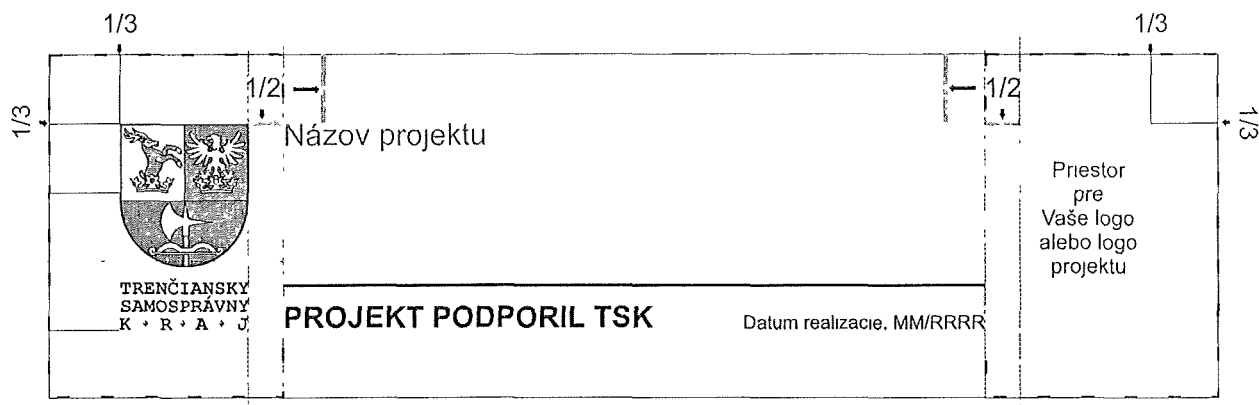 1/3
1/3
1/2
1/2
1/3
1/3
Názov projektu
Priestor
pre
Vaše logo
alebo logo
projektu
TRENČIANSKY
SAMOSPRÁVNY
K · R · A · J
PROJEKT PODPORIL TSK
Datum realizacie, MM/RRRR